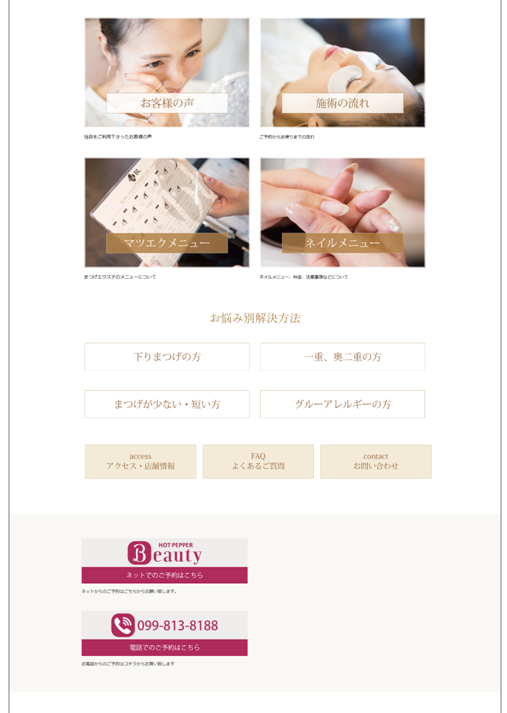 お客様の声
施術の流れ
当店をご利用下さったお客様の声
ご予約からお帰りまでの流れ
マツエクメニュー
ネイルメニュー
まつげエクステのメニューについて
ネイルメニュー、料金、注意事項などについて
お悩み別解決方法
下りまつげの方
一重、奥二重の方
まつげが少ない・短い方
グルーアレルギーの方
access
アクセス・店舗情報
FAQ
よくあるご質問
contact
お問い合わせ
HOT PEPPER
Beauty
ネットでのご予約はこちら
ネットからのご予約はこちらからお願い致します。
099-813-8188
電話でのご予約はこちら
お電話からのご予約はコチラからお願い致します